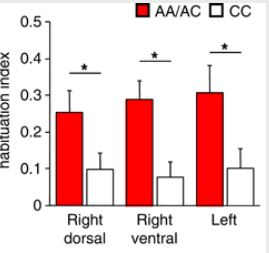 AA/AC CC
habituation index
0.5
*
*
*
0.4
0.3
0.2
0.1
0
Right dorsal
Right ventral
Left